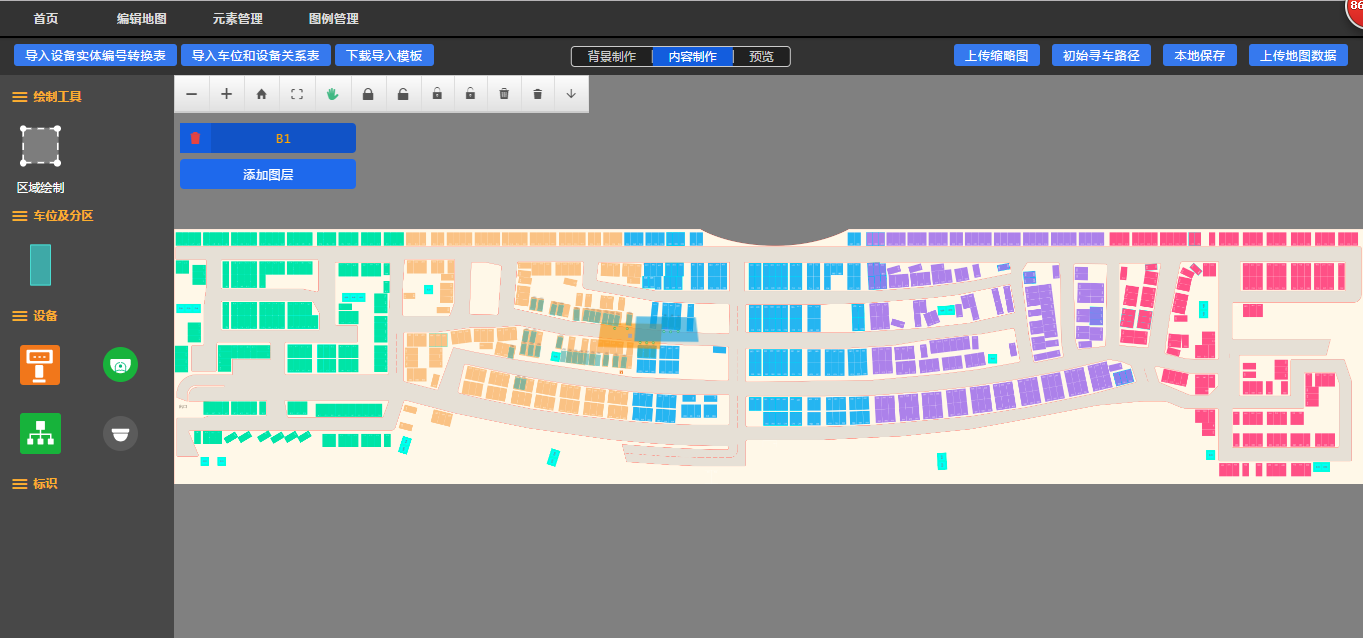 首页 编辑地图 元素管理 图例管理
86
导入设备实体编号转换表 导入车位和设备关系表 下载导入模板 背景制作 内容制作 预览 上传缩略图 初始寻车路径 本地保存 上传地图数据
绘制工具
B1
添加图层
区域绘制
车位及分区
设备
标识